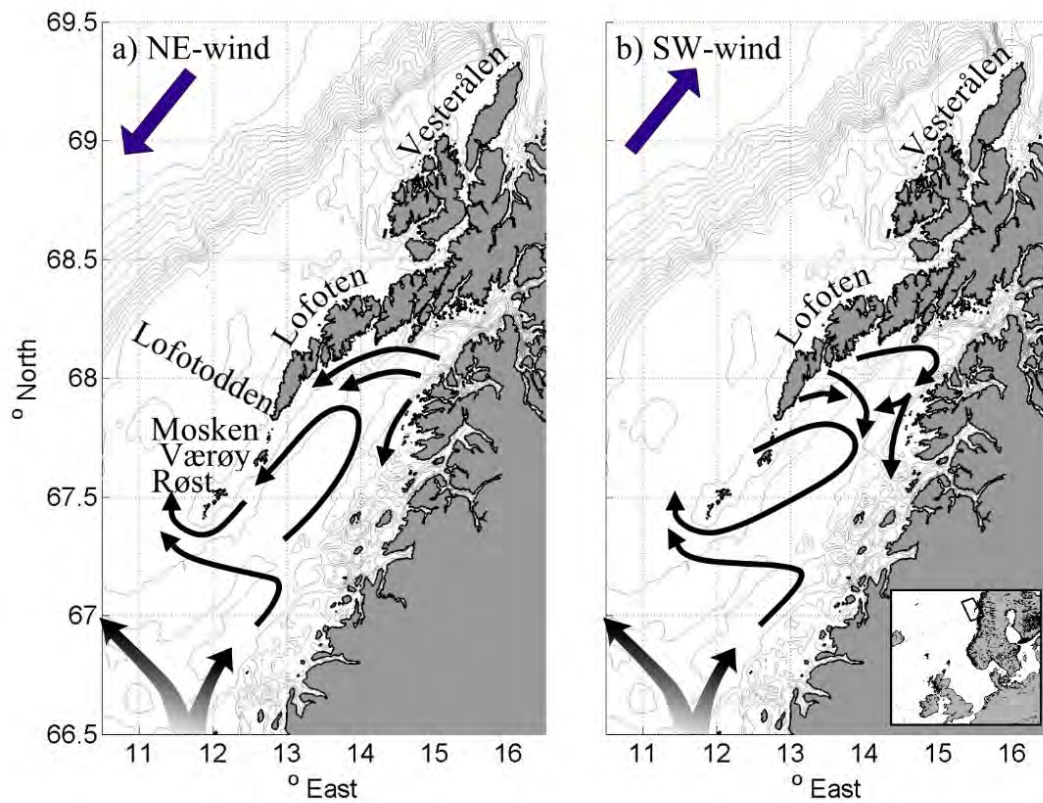 a) NE-wind
Vesterålen
Lofoten
Lofotodden
Mosken
Værøy
Røst
69.5
69
68.5
68
67.5
67
66.5
° North
11 12 13 14 15 16
° East
b) SW-wind
Vesterålen
Lofoten
11 12 13 14 15 16
° East